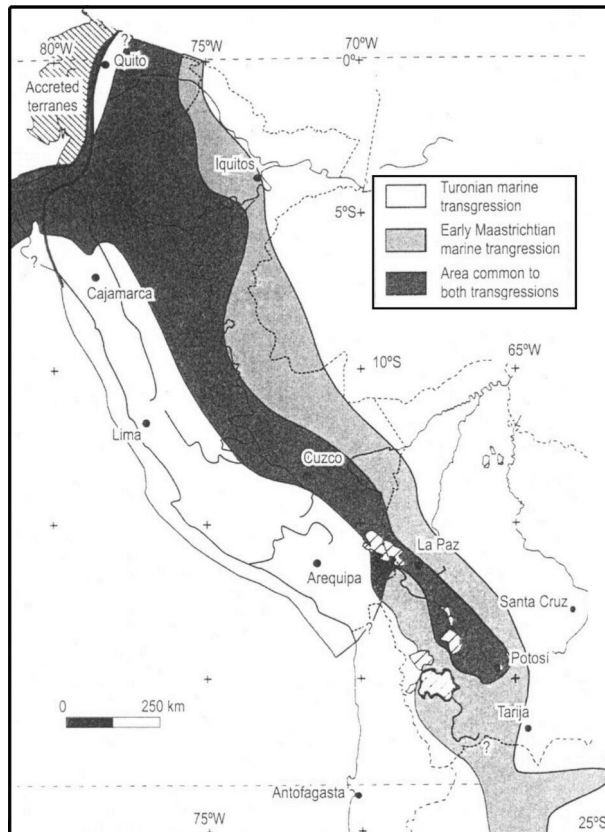 80ºW
?
75ºW
70ºW
0º
Quito
Accreted
terranes
Iquitos
Turonian marine
transgression
Early Maastrichtian
marine trangression
Area common to
both transgressions
5ºS
?
Cajamarca
10ºS
65ºW
Lima
Cuzco
La Paz
Arequipa
Santa Cruz
?
Potosí
0
250 km
Tarija
?
Antofagasta
75ºW
25ºS